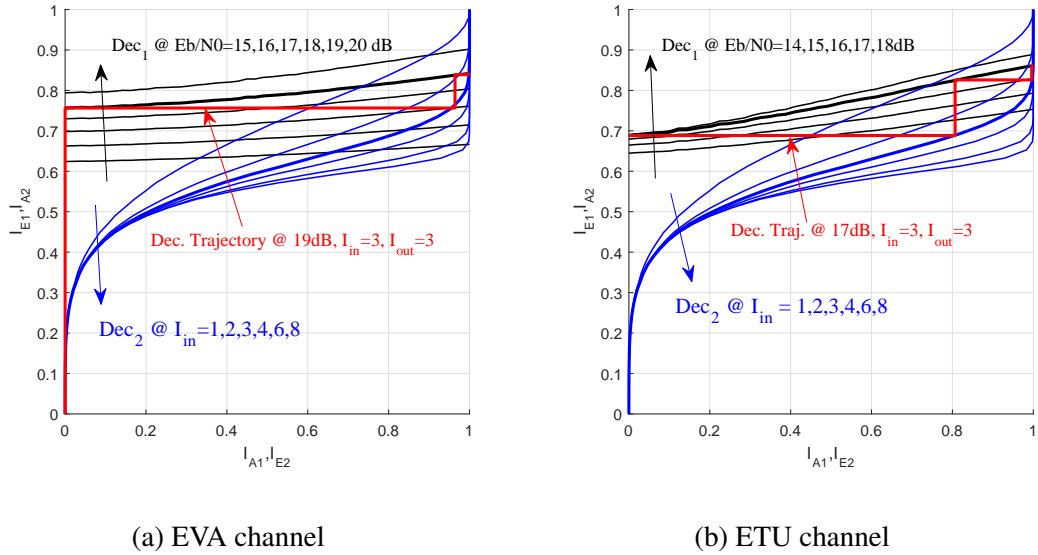 1
0.9
0.8
0.7
0.6
0.5
0.4
0.3
0.2
0.1
0
I_E1,I_A2
Dec_1 @ Eb/N0=15,16,17,18,19,20 dB
Dec. Trajectory @ 19dB, I_in=3, I_out=3
Dec_2 @ I_in=1,2,3,4,6,8
0 0.2 0.4 0.6 0.8 1
I_A1,I_E2
(a) EVA channel
1
0.9
0.8
0.7
0.6
0.5
0.4
0.3
0.2
0.1
0
I_E1,I_A2
Dec_1 @ Eb/N0=14,15,16,17,18dB
Dec. Traj. @ 17dB, I_in=3, I_out=3
Dec_2 @ I_in = 1,2,3,4,6,8
0 0.2 0.4 0.6 0.8 1
I_A1,I_E2
(b) ETU channel